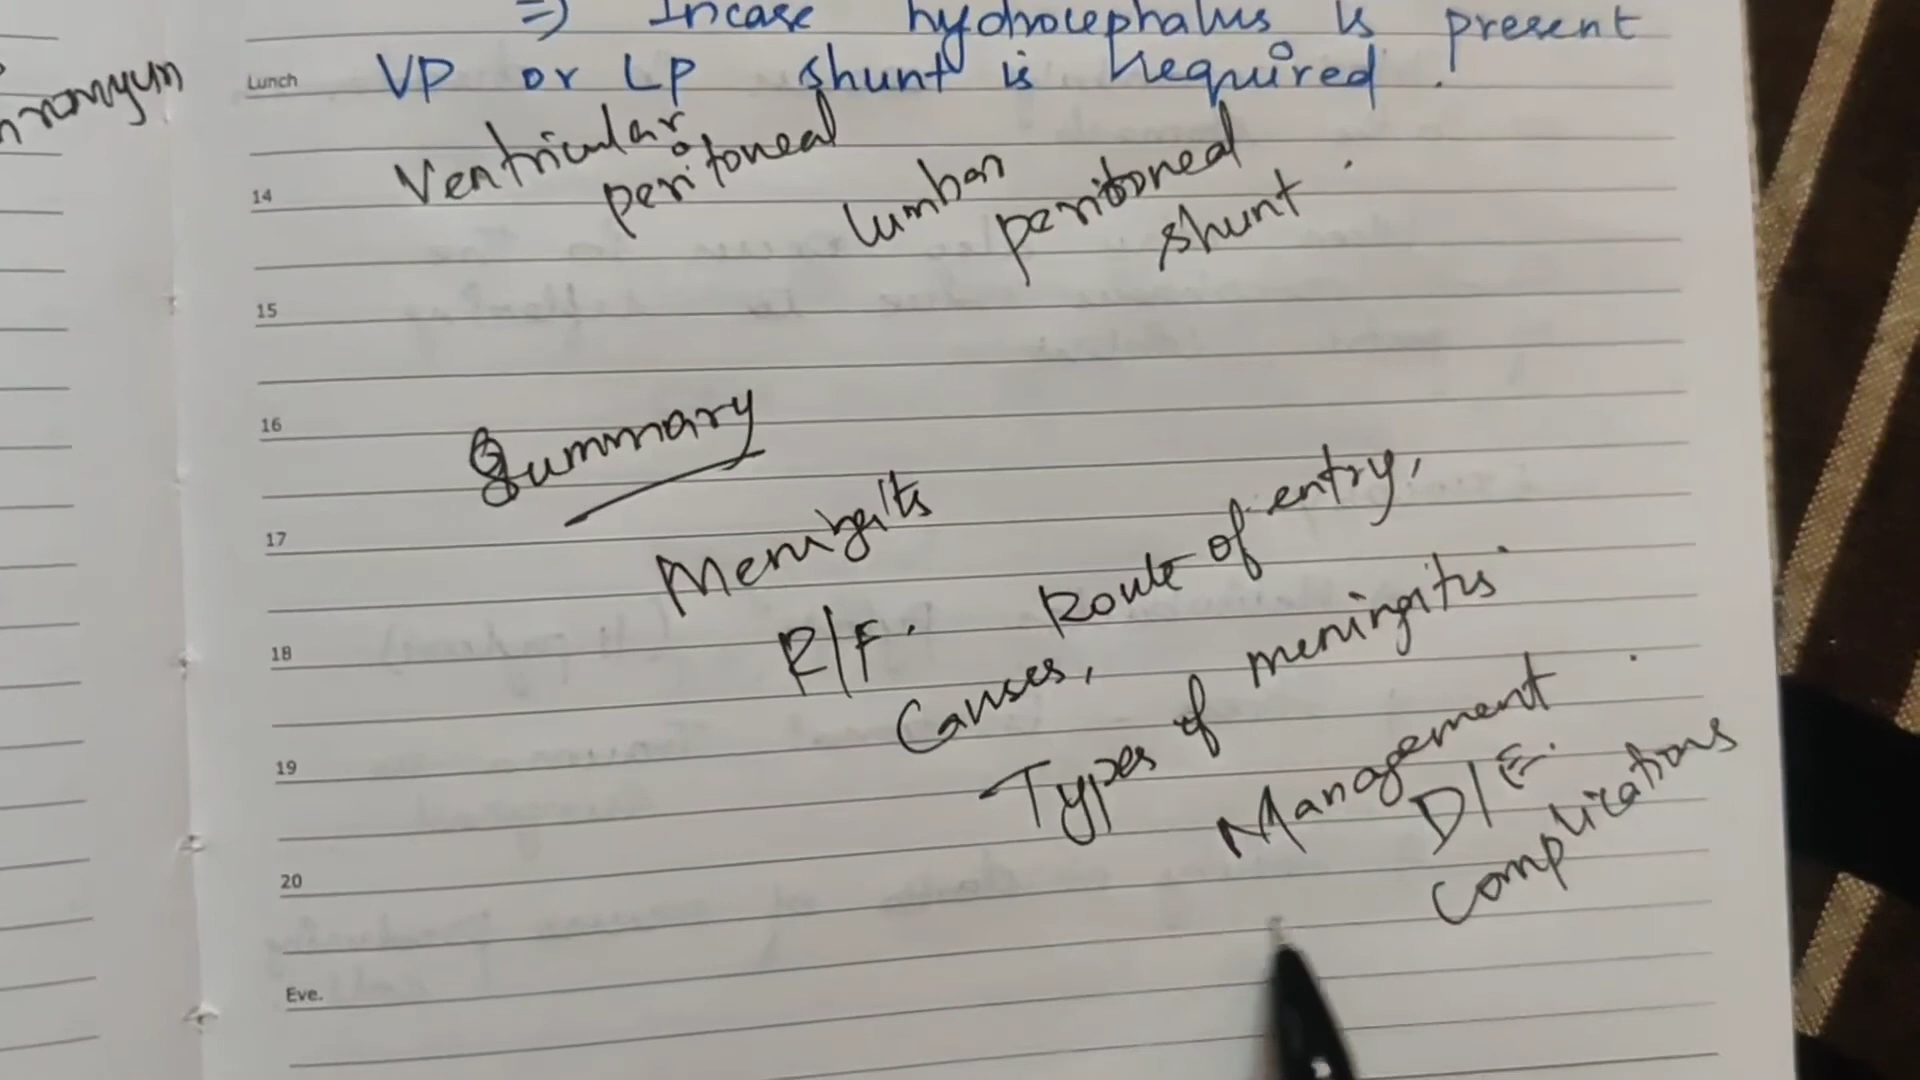 =) Incase hydrocephalus is present
Lunch VP or LP shunt is required.
Ventricular peritoneal
lumbar peritoneal shunt.
14
15
16
Summary
17
Meningits
R/F. Route of entry,
18
Causes,
Types of meningitis.
19
Management.
D/E.
Complications
20
Eve.